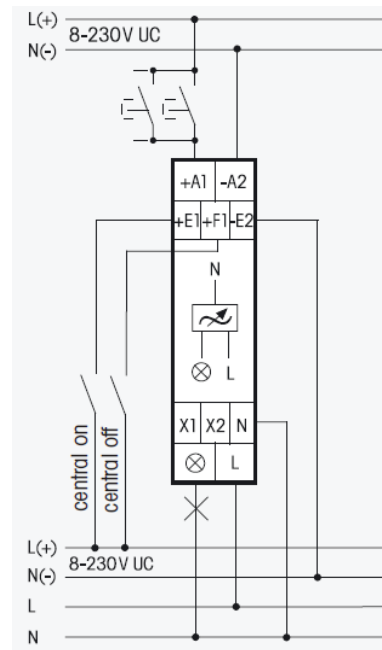 L(+)
8-230V UC
N(-)
+A1 -A2
+E1 +F1 -E2
N
L
X1 X2 N
L
central on
central off
L(+)
8-230V UC
N(-)
L
N